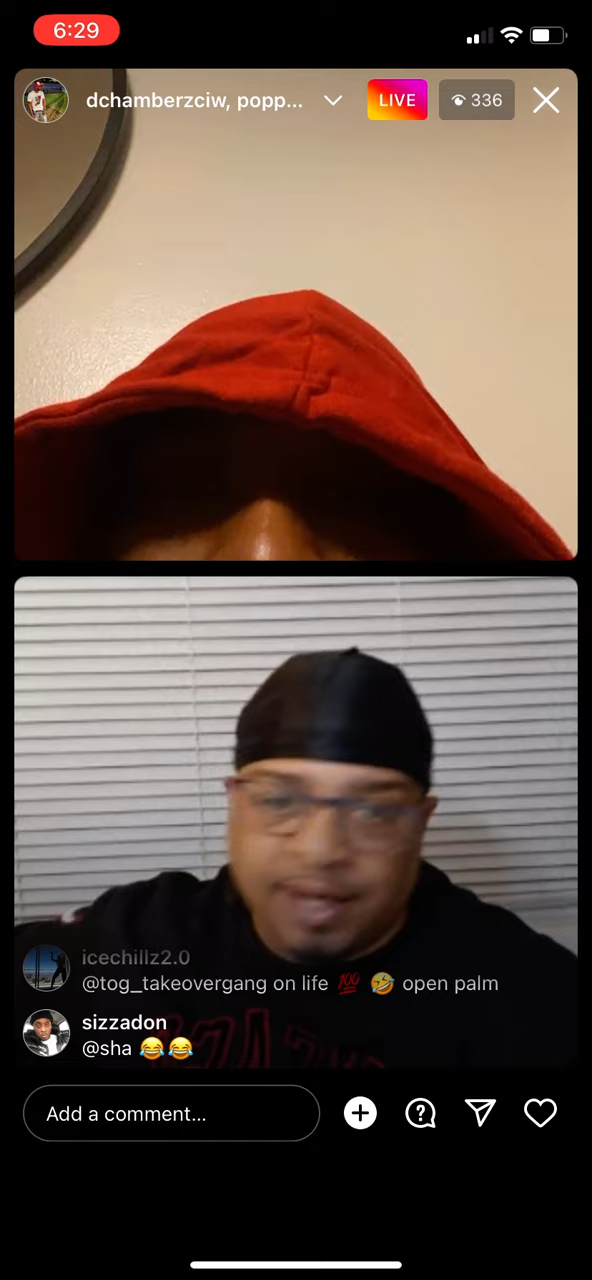 6:29
dchamberzciw, popp...
LIVE
336
icechillz2.0
@tog_takeovergang on life 💯 🤣 open palm
sizzadon
@sha 😂😂
Add a comment...